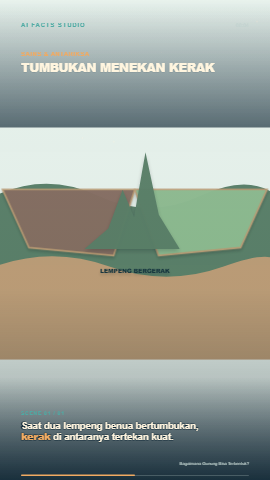 AI FACTS STUDIO
TUMBUKAN MENEKAN KERAK
LEMPENG BERGERAK
Saat dua lempeng benua bertumbukan,
kerak di antaranya tertekan kuat.
Bagaimana Gunung Bisa Terbentuk?